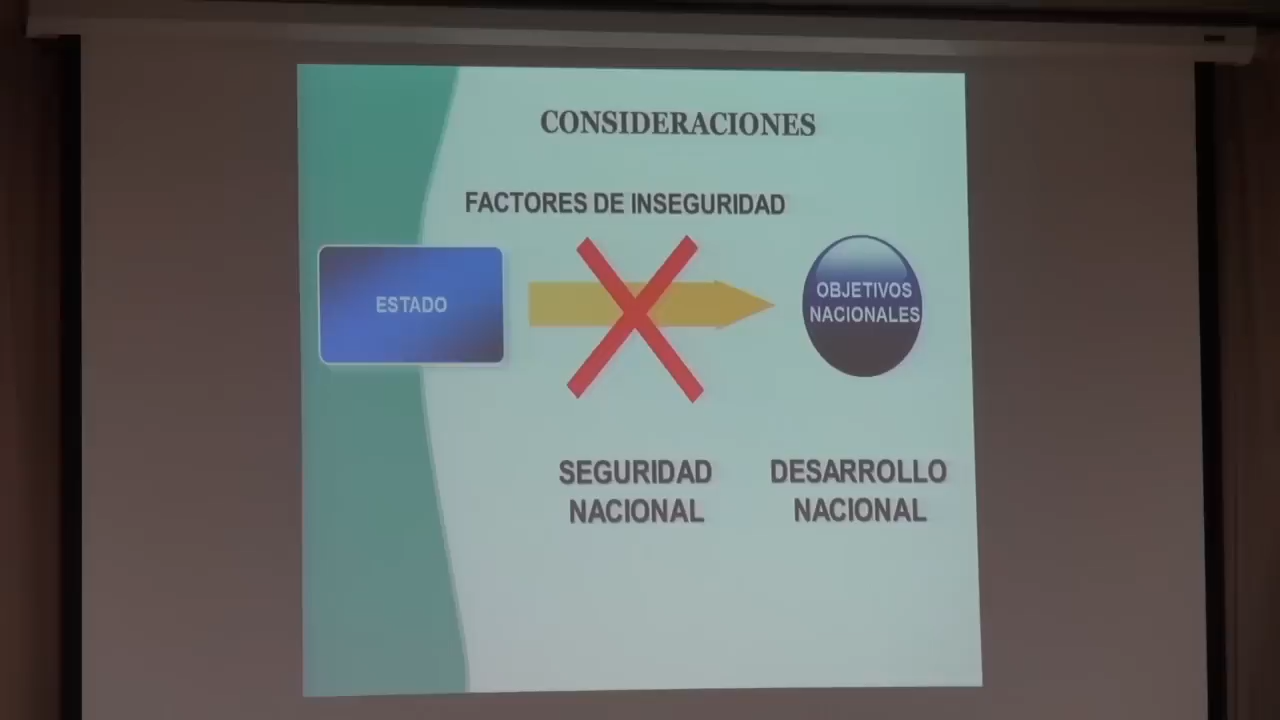 CONSIDERACIONES
FACTORES DE INSEGURIDAD
ESTADO
OBJETIVOS
NACIONALES
SEGURIDAD
NACIONAL
DESARROLLO
NACIONAL